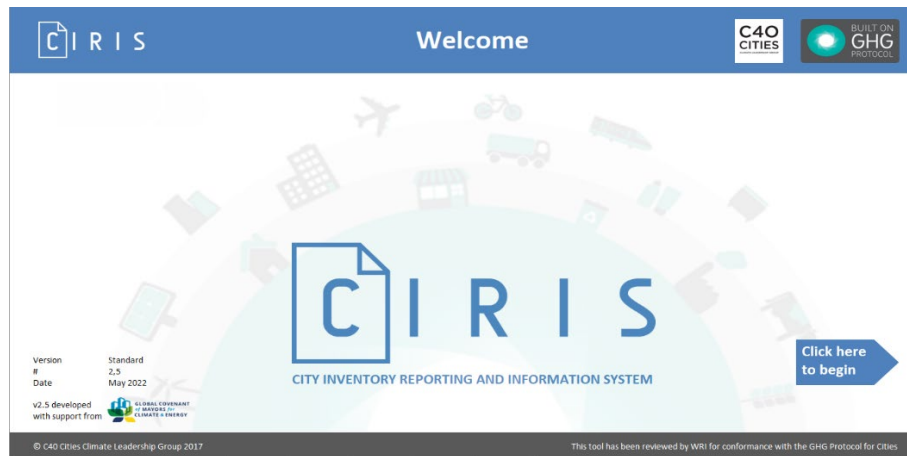 CIRIS
Welcome
C40
CITIES
BUILT ON
GHG
PROTOCOL
CIRIS
CITY INVENTORY REPORTING AND INFORMATION SYSTEM
Click here
to begin
Version Standard
# 2,5
Date May 2022
v2.5 developed
with support from
GLOBAL COVENANT
of MAYORS for
CLIMATE & ENERGY
© C40 Cities Climate Leadership Group 2017
This tool has been reviewed by WRI for conformance with the GHG Protocol for Cities